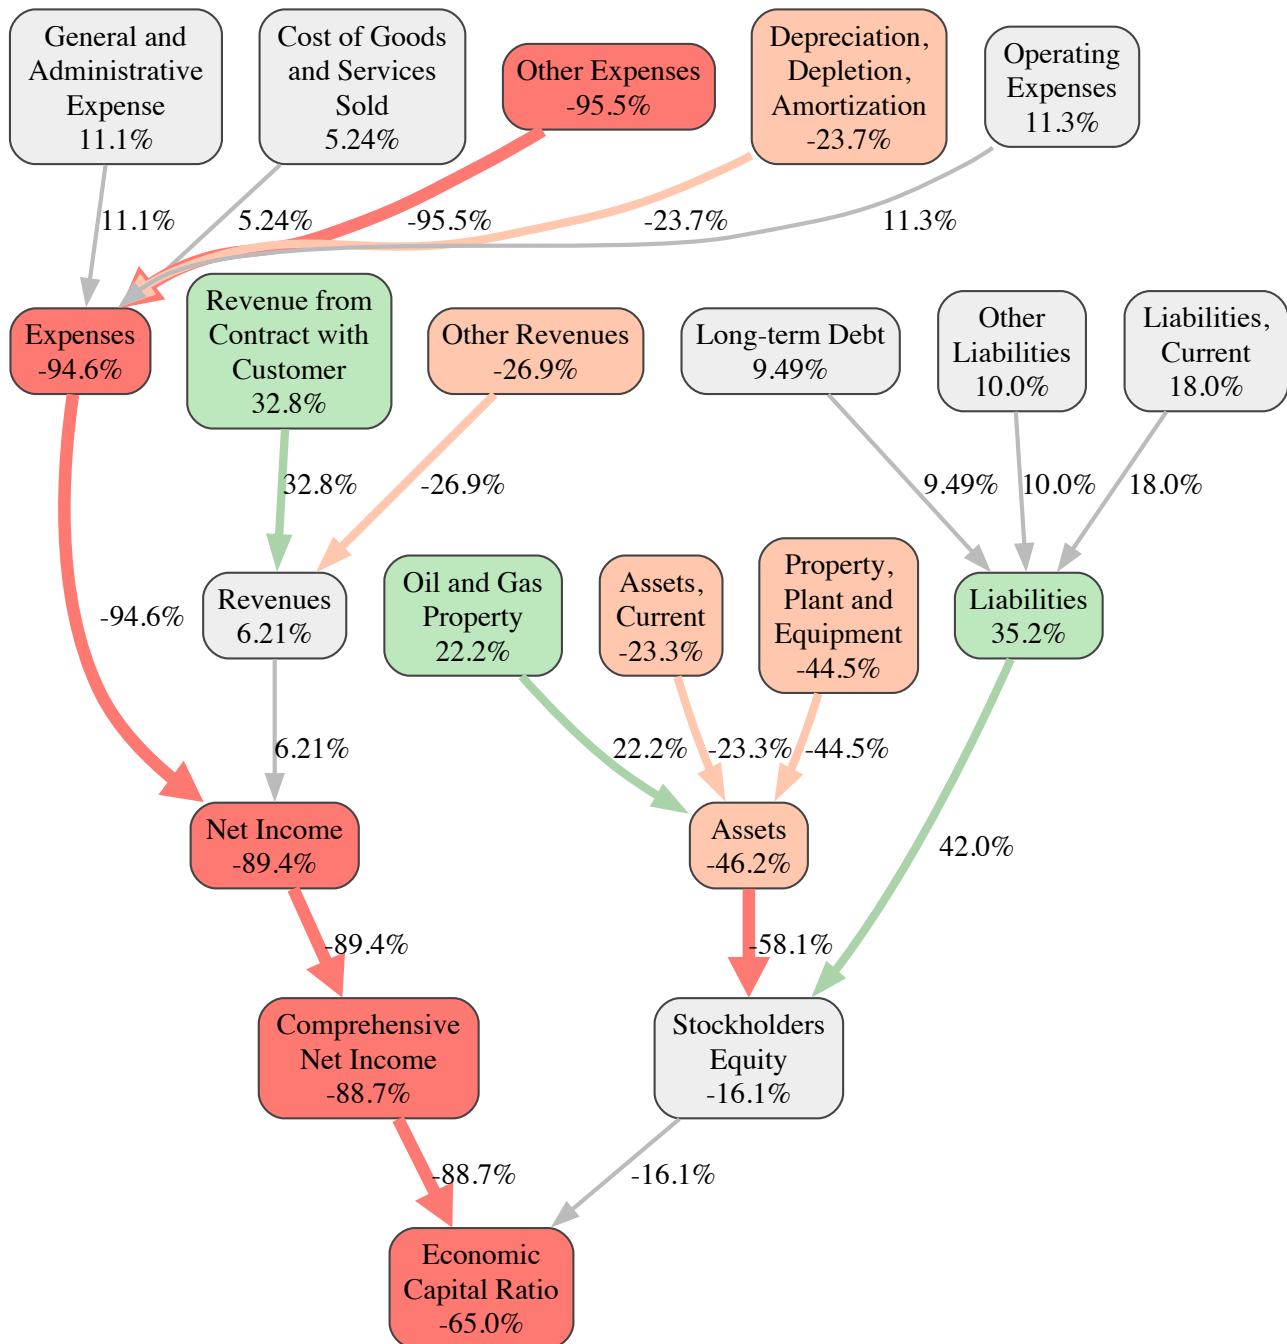 General and
Administrative
Expense
11.1%
Cost of Goods
and Services
Sold
5.24%
Other Expenses
-95.5%
Depreciation,
Depletion,
Amortization
-23.7%
Operating
Expenses
11.3%
11.1%
5.24%
-95.5%
-23.7%
11.3%
Expenses
-94.6%
Revenue from
Contract with
Customer
32.8%
Other Revenues
-26.9%
Long-term Debt
9.49%
Other
Liabilities
10.0%
Liabilities,
Current
18.0%
32.8%
-26.9%
9.49%
10.0%
18.0%
-94.6%
Revenues
6.21%
Oil and Gas
Property
22.2%
Assets,
Current
-23.3%
Property,
Plant and
Equipment
-44.5%
Liabilities
35.2%
6.21%
22.2%
-23.3%
-44.5%
Net Income
-89.4%
Assets
-46.2%
42.0%
-89.4%
-58.1%
Comprehensive
Net Income
-88.7%
Stockholders
Equity
-16.1%
-88.7%
-16.1%
Economic
Capital Ratio
-65.0%